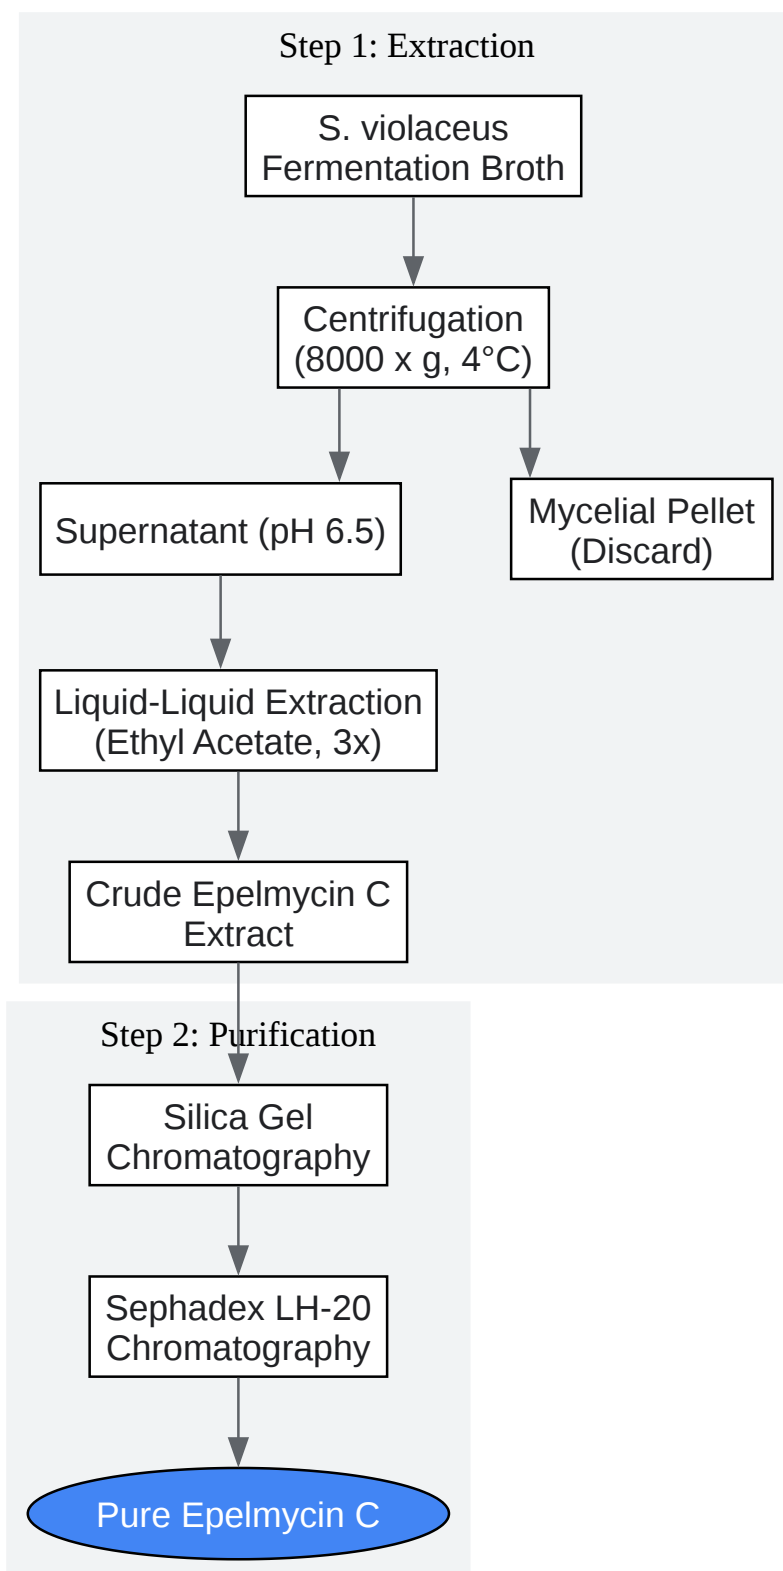 Step 1: Extraction
S. violaceus
Fermentation Broth
Centrifugation
(8000 x g, 4°C)
Supernatant (pH 6.5)
Mycelial Pellet
(Discard)
Liquid-Liquid Extraction
(Ethyl Acetate, 3x)
Crude Epelmycin C
Extract
Step 2: Purification
Silica Gel
Chromatography
Sephadex LH-20
Chromatography
Pure Epelmycin C